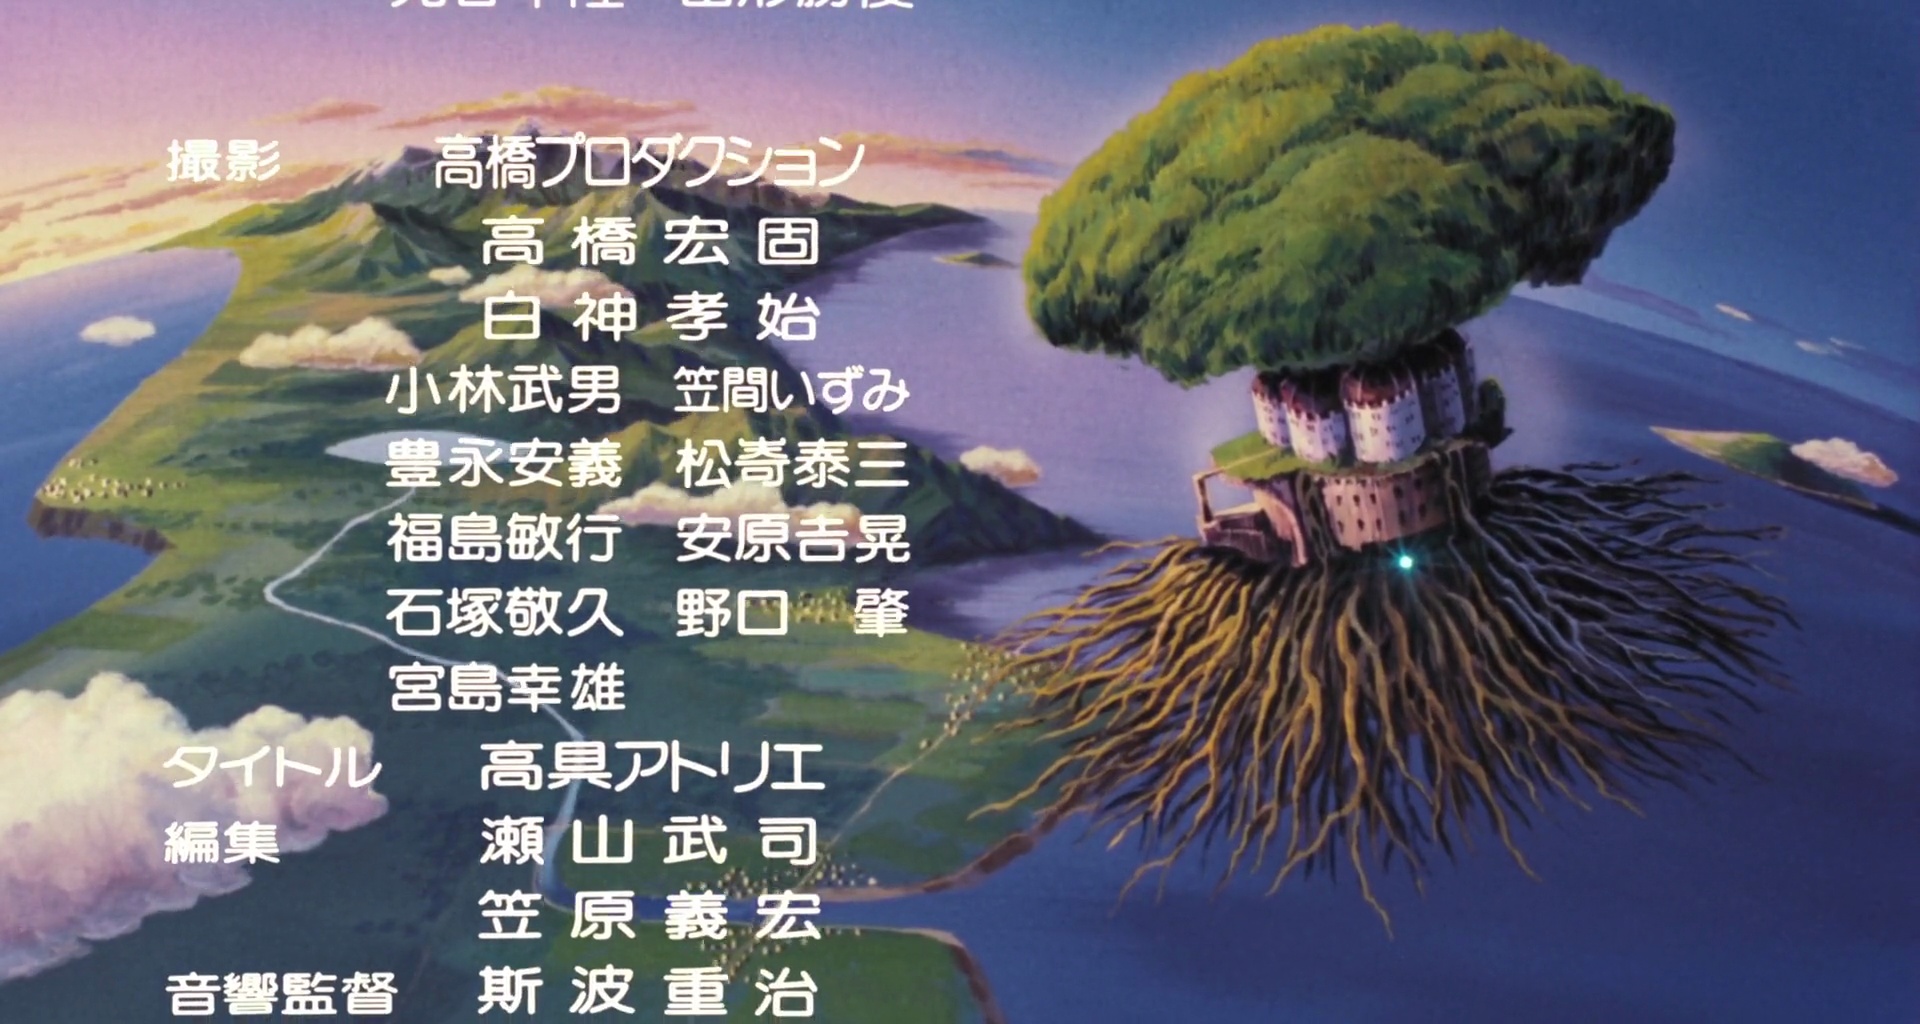 撮影 高橋プロダクション
高橋宏固
白神孝始
小林武男 笠間いずみ
豊永安義 松嵜泰三
福島敏行 安原吉晃
石塚敬久 野口 肇
宮島幸雄
タイトル 高具アトリエ
編集 瀬山武司
笠原義宏
音響監督 斯波重治